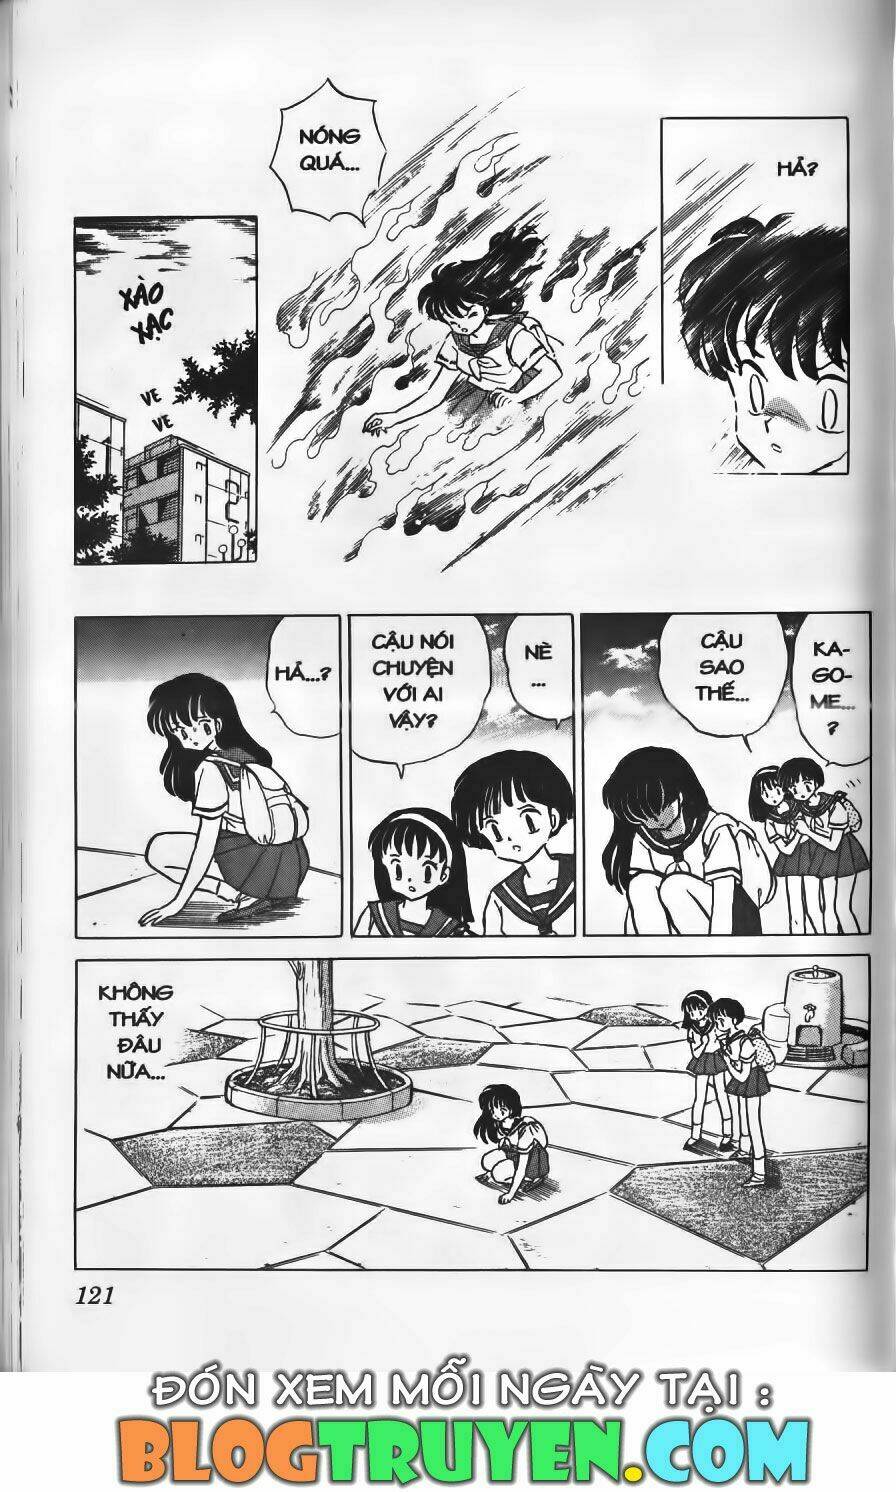 HẢ?
NÓNG
QUÁ...
XÀO
XẠC
VE
VE
KA-
GO-
ME...
?
CẬU
SAO
THẾ...
NÈ
...
CẬU NÓI
CHUYỆN
VỚI AI
VẬY?
HẢ...?
KHÔNG
THẤY
ĐÂU
NỮA...
121
ĐÓN XEM MỖI NGÀY TẠI :
BLOGTRUYEN.COM